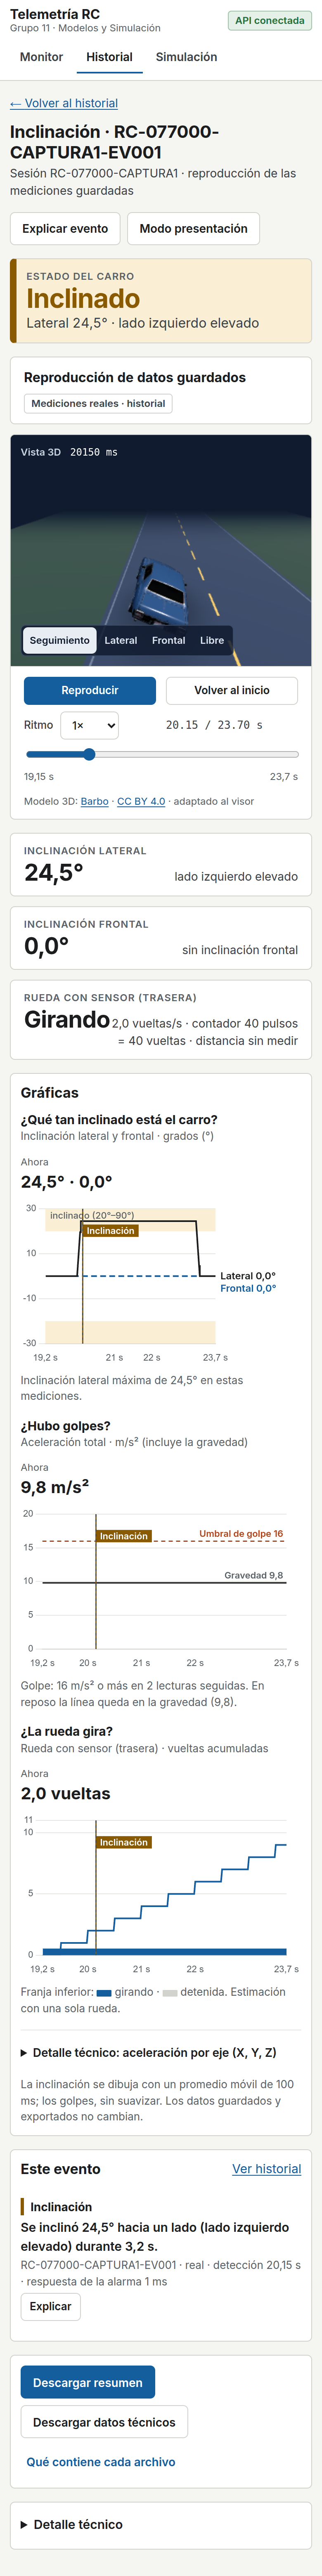 Telemetría RC
Grupo 11 · Modelos y Simulación
API conectada
Monitor
Historial
Simulación
← Volver al historial
Inclinación · RC-077000-
CAPTURA1-EV001
Sesión RC-077000-CAPTURA1 · reproducción de las
mediciones guardadas
Explicar evento
Modo presentación
ESTADO DEL CARRO
Inclinado
Lateral 24,5° · lado izquierdo elevado
Reproducción de datos guardados
Mediciones reales · historial
Vista 3D 20150 ms
Seguimiento
Lateral
Frontal
Libre
Reproducir
Volver al inicio
Ritmo
1×
20.15 / 23.70 s
19,15 s
23,7 s
Modelo 3D: Barbo · CC BY 4.0 · adaptado al visor
INCLINACIÓN LATERAL
24,5°
lado izquierdo elevado
INCLINACIÓN FRONTAL
0,0°
sin inclinación frontal
RUEDA CON SENSOR (TRASERA)
Girando
2,0 vueltas/s · contador 40 pulsos
= 40 vueltas · distancia sin medir
Gráficas
¿Qué tan inclinado está el carro?
Inclinación lateral y frontal · grados (°)
Ahora
24,5° · 0,0°
30
inclinado (20°–90°)
Inclinación
10
Lateral 0,0°
Frontal 0,0°
-10
-30
19,2 s
21 s
22 s
23,7 s
Inclinación lateral máxima de 24,5° en estas
mediciones.
¿Hubo golpes?
Aceleración total · m/s² (incluye la gravedad)
Ahora
9,8 m/s²
20
Inclinación
Umbral de golpe 16
15
Gravedad 9,8
10
5
0
19,2 s
20 s
21 s
22 s
23,7 s
Golpe: 16 m/s² o más en 2 lecturas seguidas. En
reposo la línea queda en la gravedad (9,8).
¿La rueda gira?
Rueda con sensor (trasera) · vueltas acumuladas
Ahora
2,0 vueltas
11
10
Inclinación
5
0
19,2 s
20 s
21 s
22 s
23,7 s
Franja inferior: girando · detenida. Estimación
con una sola rueda.
▶ Detalle técnico: aceleración por eje (X, Y, Z)
La inclinación se dibuja con un promedio móvil de 100
ms; los golpes, sin suavizar. Los datos guardados y
exportados no cambian.
Este evento
Ver historial
Inclinación
Se inclinó 24,5° hacia un lado (lado izquierdo
elevado) durante 3,2 s.
RC-077000-CAPTURA1-EV001 · real · detección 20,15 s
· respuesta de la alarma 1 ms
Explicar
Descargar resumen
Descargar datos técnicos
Qué contiene cada archivo
▶ Detalle técnico